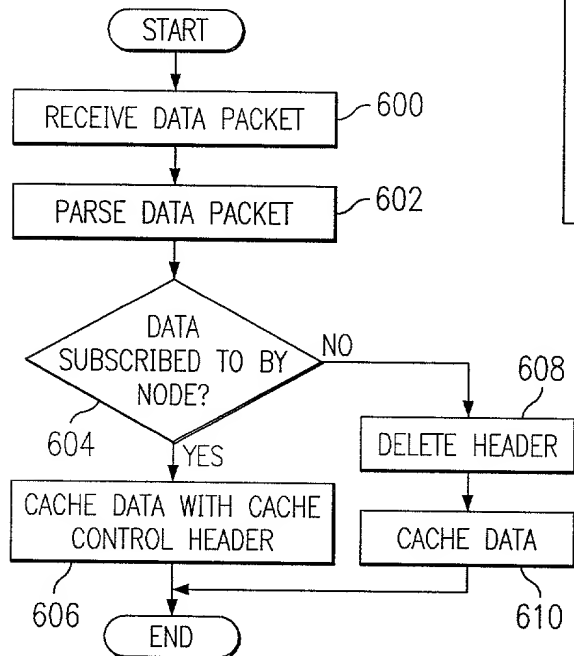 START
RECEIVE DATA PACKET
600
PARSE DATA PACKET
602
DATA
SUBSCRIBED TO BY
NODE?
604
NO
YES
608
DELETE HEADER
CACHE DATA WITH CACHE
CONTROL HEADER
606
CACHE DATA
610
END